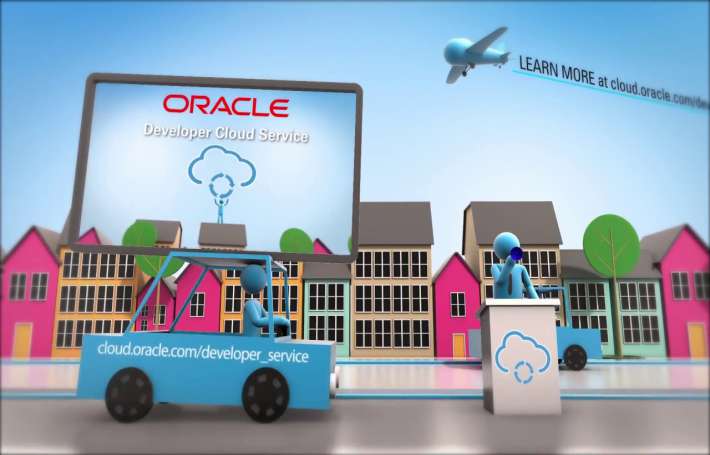 ORACLE
Developer Cloud Service
LEARN MORE at cloud.oracle.com/de
cloud.oracle.com/developer_service